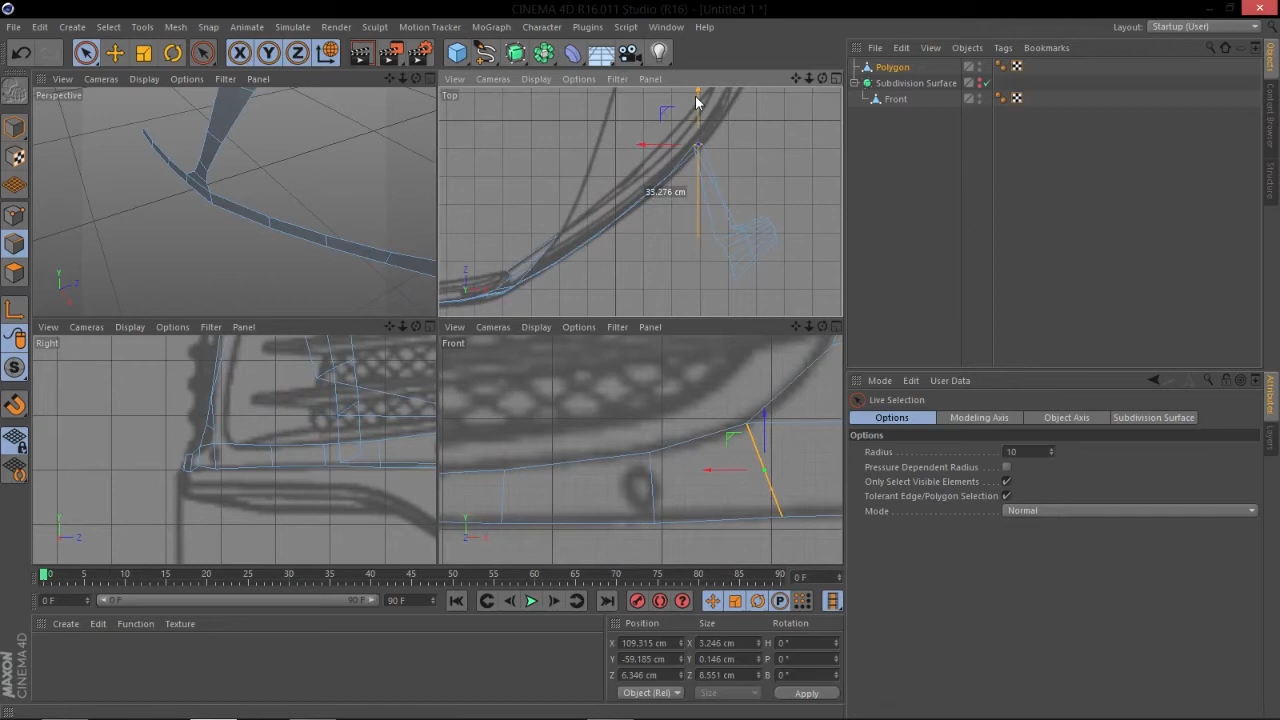 CINEMA 4D R16.011 Studio (R16) - [Untitled 1 *]
File Edit Create Select Tools Mesh Snap Animate Simulate Render Sculpt Motion Tracker MoGraph Character Plugins Script Window Help
Layout: Startup (User)
X Y Z
File Edit View Objects Tags Bookmarks
View Cameras Display Options Filter Panel
View Cameras Display Options Filter Panel
Perspective
Top
Polygon
Subdivision Surface
Front
33.276 cm
Y Z X
Z X
View Cameras Display Options Filter Panel
View Cameras Display Options Filter Panel
Right
Front
Y Z
Y Z X
Objects
Content Browser
Structure
Mode Edit User Data
Live Selection
Options Modeling Axis Object Axis Subdivision Surface
Options
Radius 10
Pressure Dependent Radius
Only Select Visible Elements
Tolerant Edge/Polygon Selection
Mode Normal
Attributes
Layers
0 5 10 15 20 25 30 35 40 45 50 55 60 65 70 75 80 85 90 0 F
0 F 0 F 90 F 90 F
Create Edit Function Texture
Position Size Rotation
X 109.315 cm X 3.246 cm H 0 °
Y -59.185 cm Y 0.146 cm P 0 °
Z 6.346 cm Z 8.551 cm B 0 °
Object (Rel) Size Apply
MAXON
CINEMA 4D